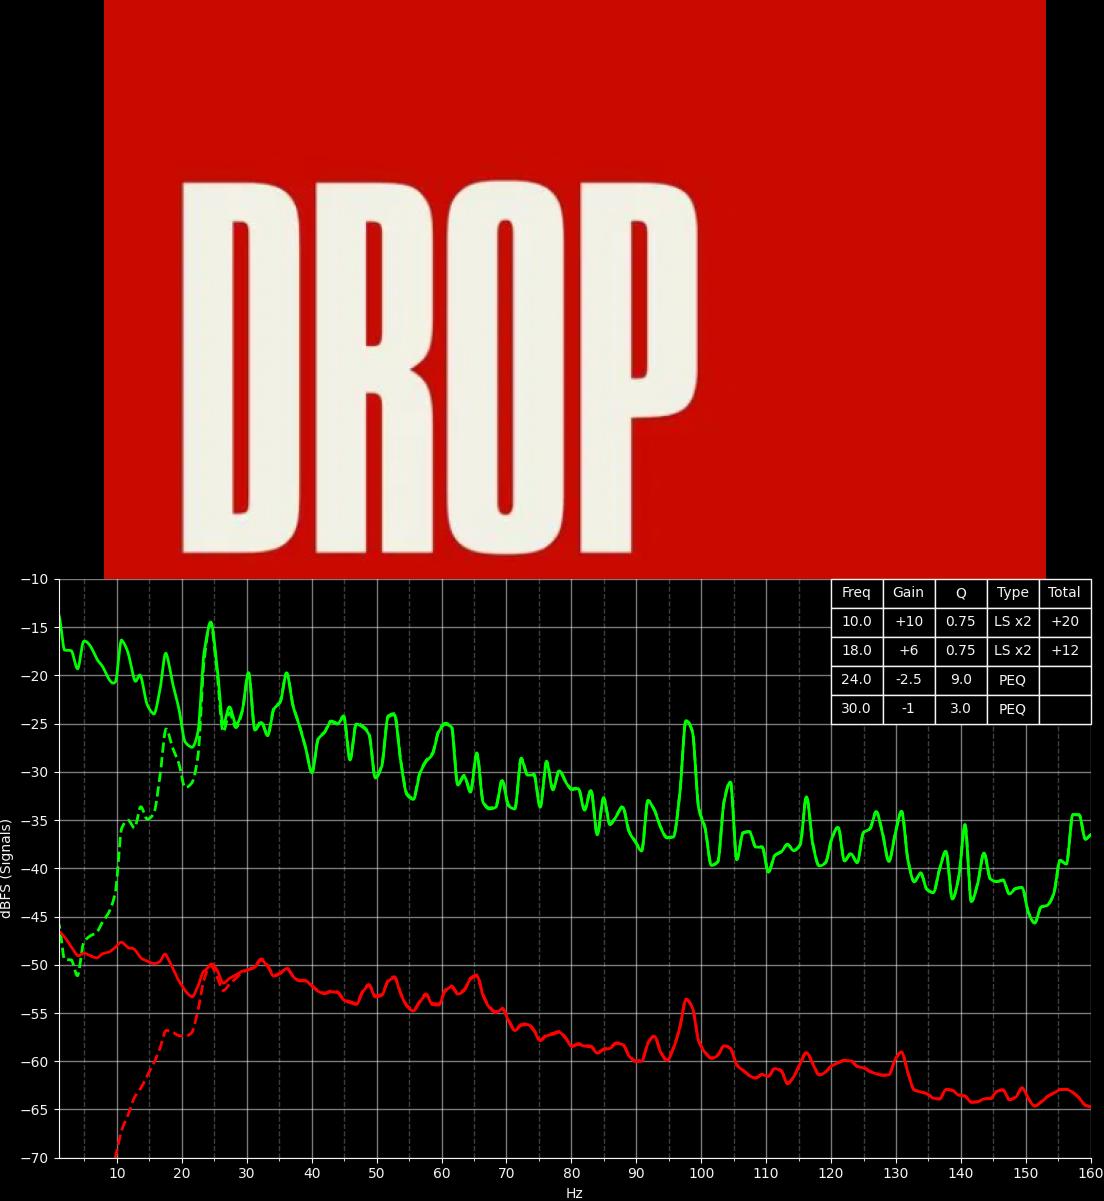 DROP
Freq Gain Q Type Total
10.0 +10 0.75 LS x2 +20
18.0 +6 0.75 LS x2 +12
24.0 -2.5 9.0 PEQ
30.0 -1 3.0 PEQ
−10
−15
−20
−25
−30
−35
−40
−45
−50
−55
−60
−65
−70
dBFS (Signals)
10 20 30 40 50 60 70 80 90 100 110 120 130 140 150 160
Hz